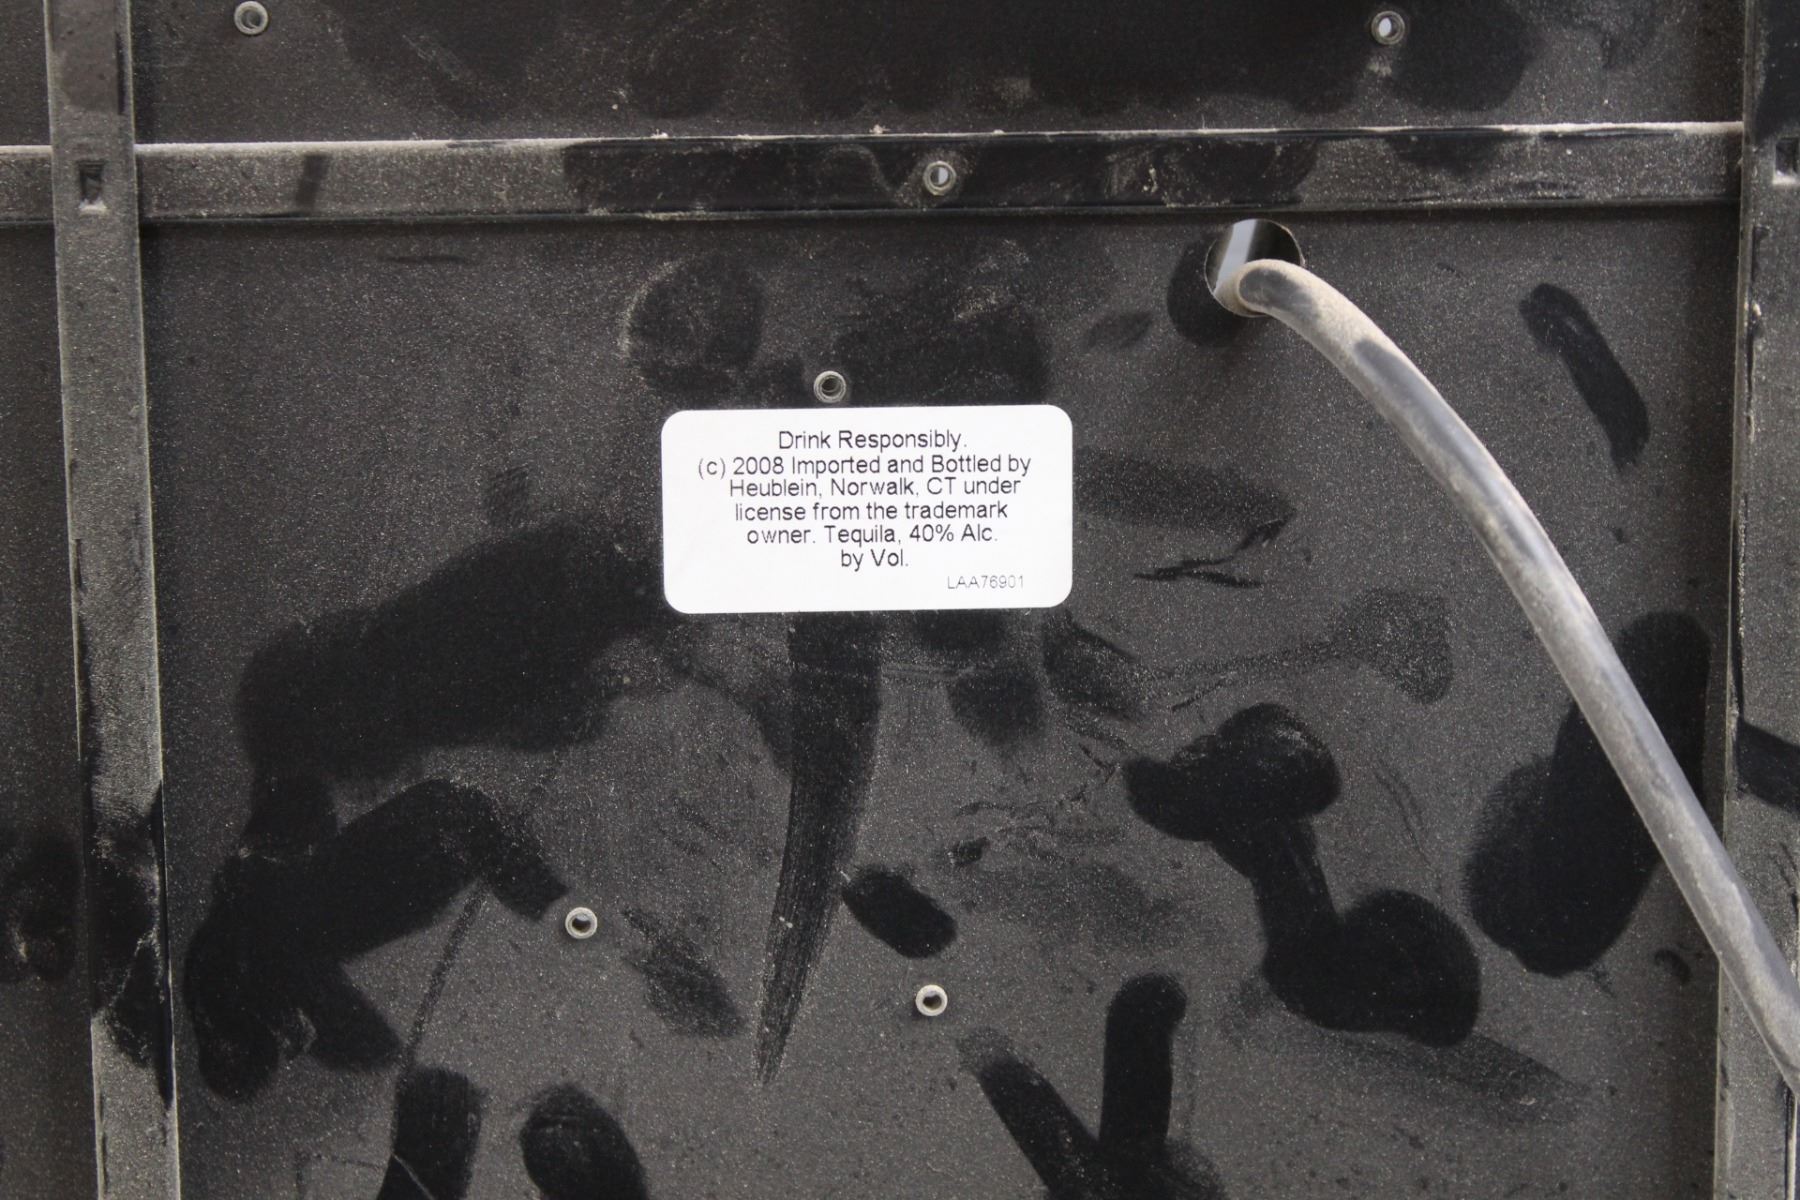 Drink Responsibly.
(c) 2008 Imported and Bottled by
Heublein, Norwalk, CT under
license from the trademark
owner. Tequila, 40% Alc.
by Vol.
LAA76901